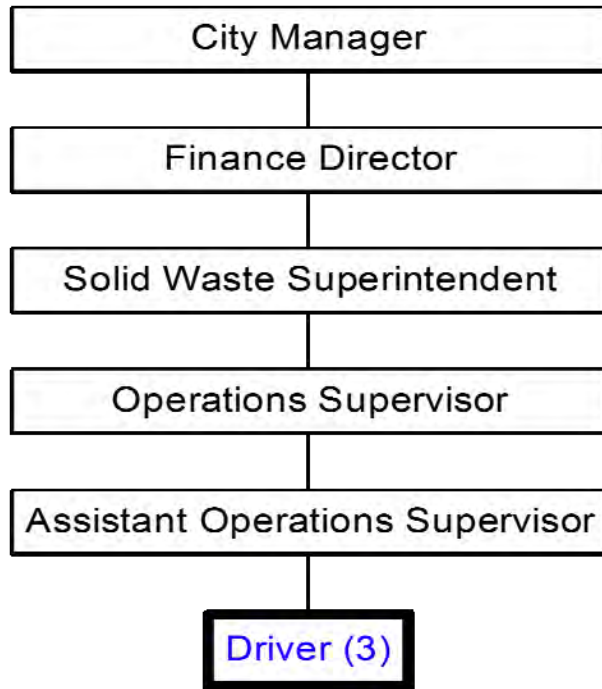 City Manager
Finance Director
Solid Waste Superintendent
Operations Supervisor
Assistant Operations Supervisor
Driver (3)